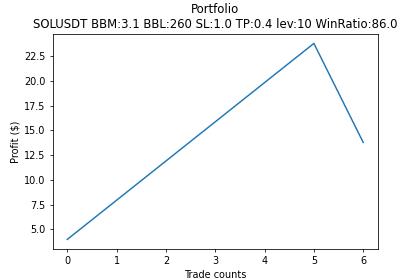 Portfolio
SOLUSDT BBM:3.1 BBL:260 SL:1.0 TP:0.4 lev:10 WinRatio:86.0
22.5
20.0
17.5
15.0
12.5
10.0
7.5
5.0
Profit ($)
0 1 2 3 4 5 6
Trade counts